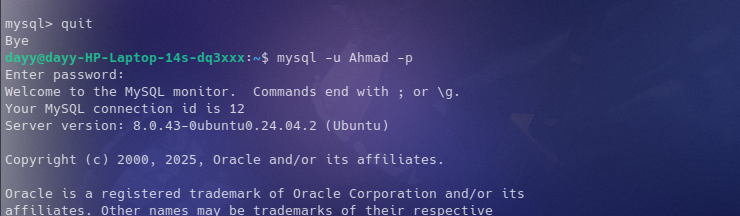 mysql> quit
Bye
dayy@dayy-HP-Laptop-14s-dq3xxx:~$ mysql -u Ahmad -p
Enter password:
Welcome to the MySQL monitor.  Commands end with ; or \g.
Your MySQL connection id is 12
Server version: 8.0.43-0ubuntu0.24.04.2 (Ubuntu)

Copyright (c) 2000, 2025, Oracle and/or its affiliates.

Oracle is a registered trademark of Oracle Corporation and/or its
affiliates. Other names may be trademarks of their respective